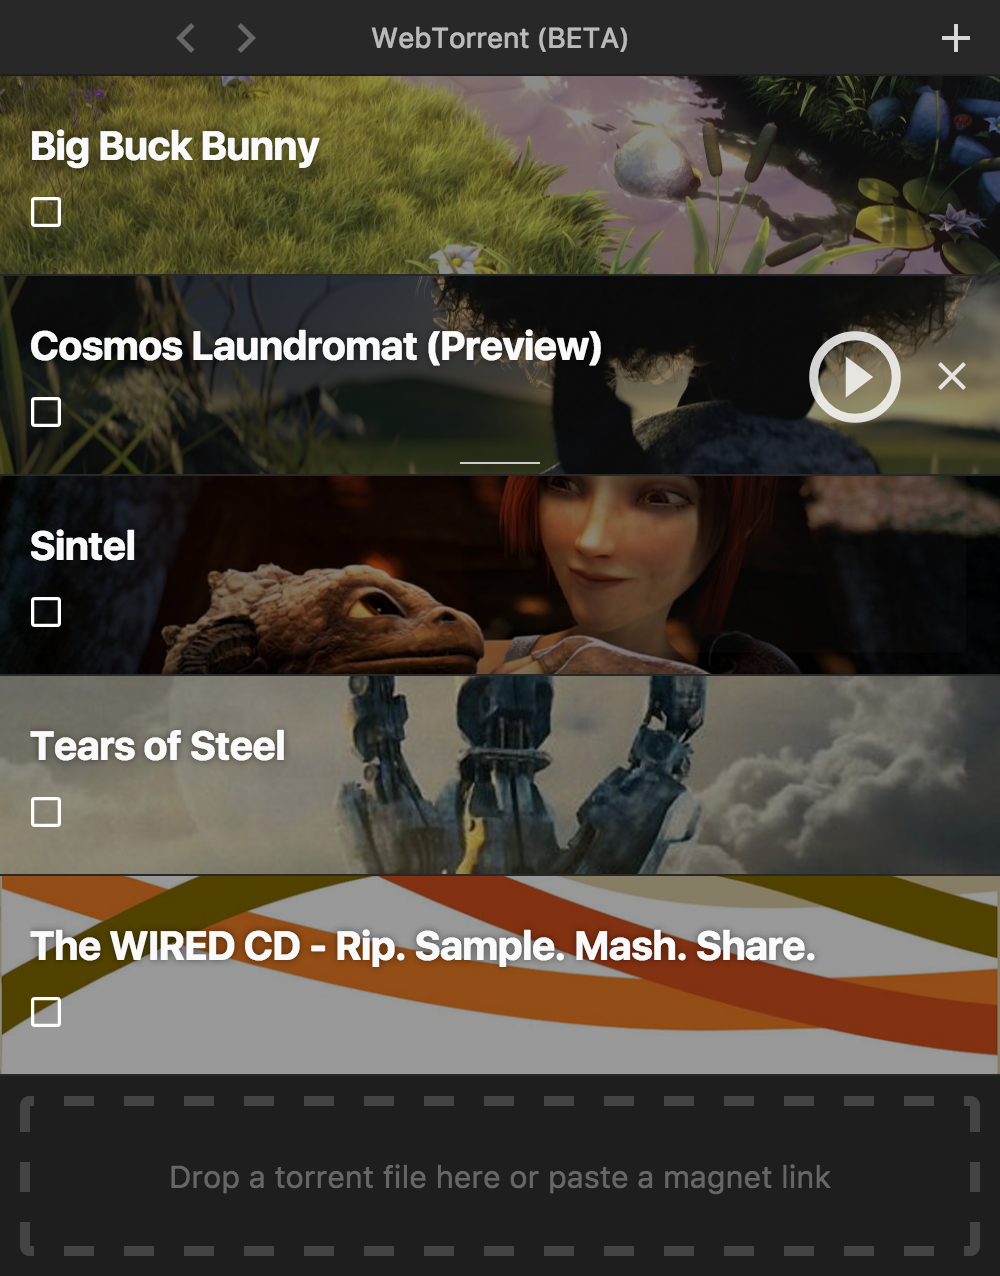 WebTorrent (BETA)
Big Buck Bunny
Cosmos Laundromat (Preview)
Sintel
Tears of Steel
The WIRED CD - Rip. Sample. Mash. Share.
Drop a torrent file here or paste a magnet link